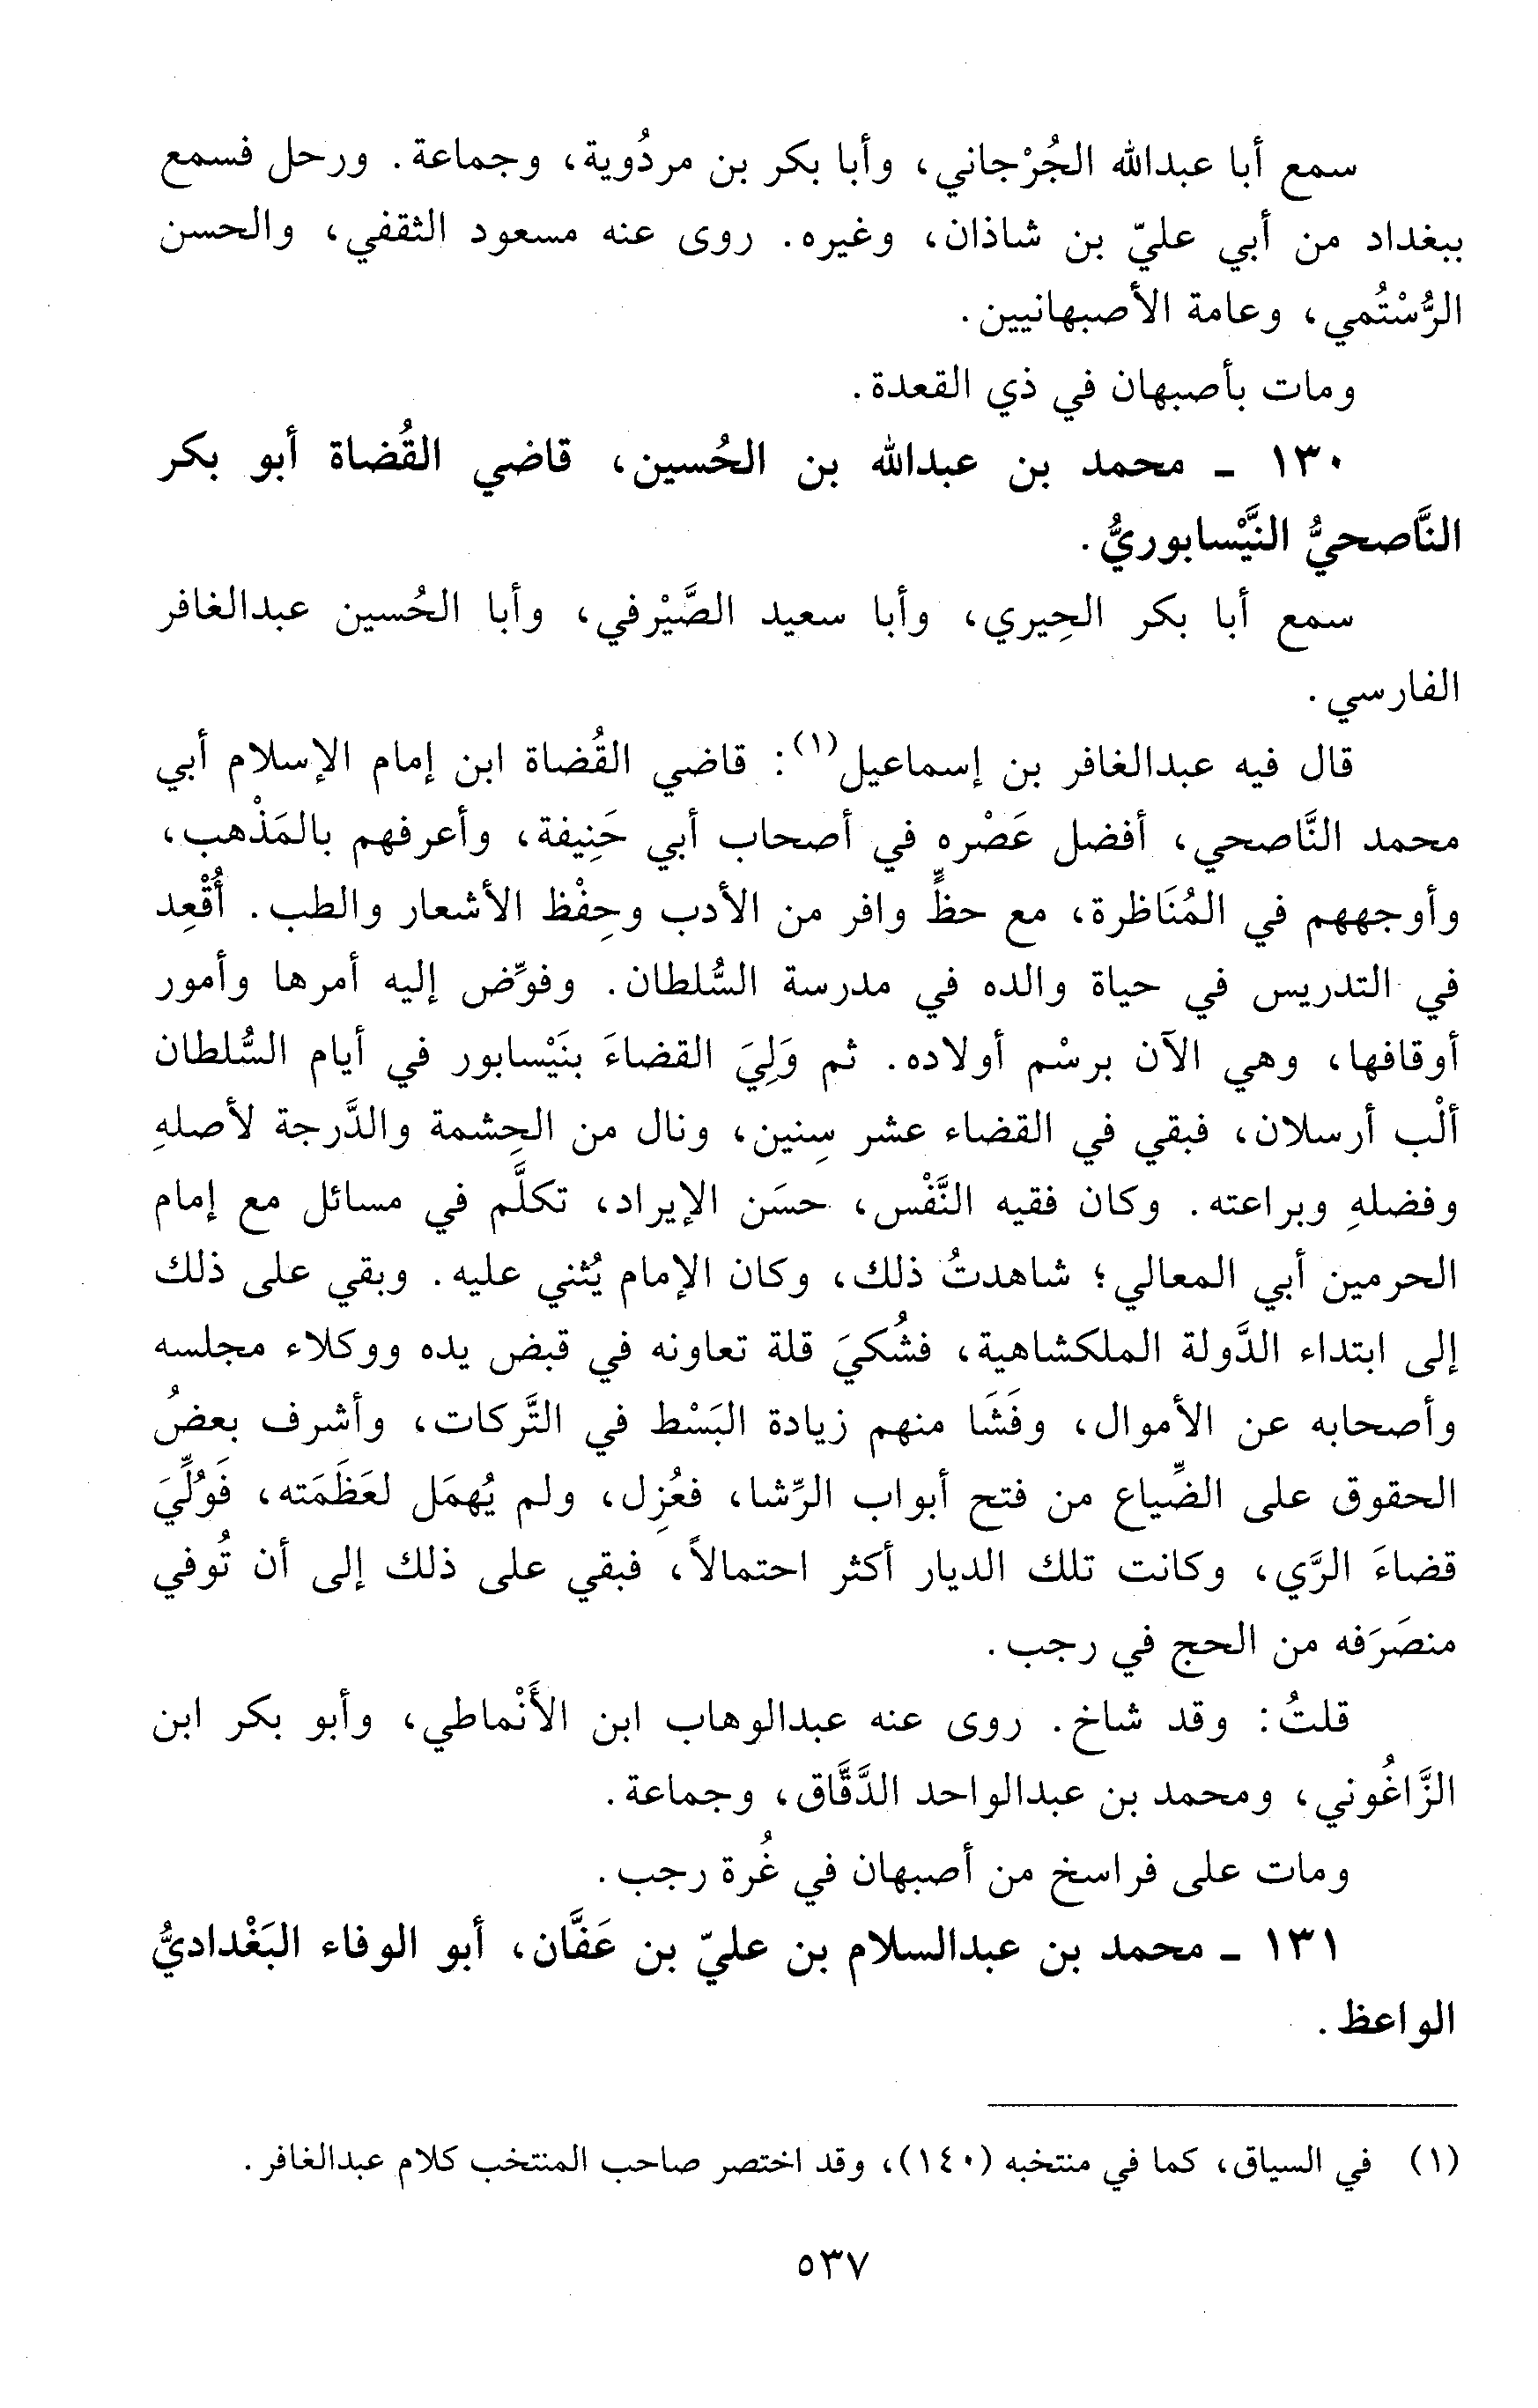 سمع أبا عبدالله الجُرْجاني، وأبا بكر بن مردُوية، وجماعة. ورحل فسمع
ببغداد من أبي عليّ بن شاذان، وغيره. روى عنه مسعود الثقفي، والحسن
الرُّسْتُمي، وعامة الأصبهانيين.
ومات بأصبهان في ذي القعدة.
١٣٠ - محمد بن عبدالله بن الحُسين، قاضي القُضاة أبو بكر
النَّاصحيُّ النَّيْسابوريُّ.
سمع أبا بكر الحِيري، وأبا سعيد الصَّيْرفي، وأبا الحُسين عبدالغافر
الفارسي.
قال فيه عبدالغافر بن إسماعيل(١): قاضي القُضاة ابن إمام الإسلام أبي
محمد النَّاصحي، أفضل عَصْره في أصحاب أبي حَنِيفة، وأعرفهم بالمَذْهب،
وأوجههم في المُنَاظرة، مع حظٍّ وافر من الأدب وحِفْظ الأشعار والطب. أُقْعِد
في التدريس في حياة والده في مدرسة السُّلطان. وفوِّض إليه أمرها وأمور
أوقافها، وهي الآن برسْم أولاده. ثم وَلِيَ القضاءَ بنَيْسابور في أيام السُّلطان
ألْب أرسلان، فبقي في القضاء عشر سِنين، ونال من الحِشمة والدَّرجة لأصلهِ
وفضلهِ وبراعته. وكان فقيه النَّفْس، حسَن الإيراد، تكلَّم في مسائل مع إمام
الحرمين أبي المعالي؛ شاهدتُ ذلك، وكان الإمام يُثني عليه. وبقي على ذلك
إلى ابتداء الدَّولة الملكشاهية، فشُكيَ قلة تعاونه في قبض يده ووكلاء مجلسه
وأصحابه عن الأموال، وفَشَا منهم زيادة البَسْط في التَّركات، وأشرف بعضُ
الحقوق على الضِّياع من فتح أبواب الرِّشا، فعُزِل، ولم يُهمَل لعَظَمَته، فَوُلِّيَ
قضاءَ الرَّي، وكانت تلك الديار أكثر احتمالاً، فبقي على ذلك إلى أن تُوفي
منصَرَفه من الحج في رجب.
قلتُ: وقد شاخ. روى عنه عبدالوهاب ابن الأَنْماطي، وأبو بكر ابن
الزَّاغُوني، ومحمد بن عبدالواحد الدَّقَّاق، وجماعة.
ومات على فراسخ من أصبهان في غُرة رجب.
١٣١ - محمد بن عبدالسلام بن عليّ بن عَفَّان، أبو الوفاء البَغْداديُّ
الواعظ.
(١) في السياق، كما في منتخبه (١٤٠)، وقد اختصر صاحب المنتخب كلام عبدالغافر.
٥٣٧